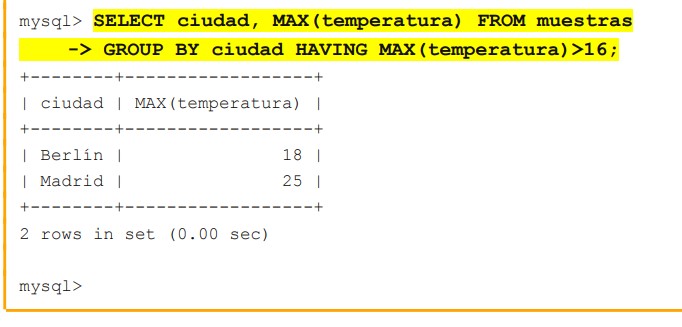 mysql> SELECT ciudad, MAX(temperatura) FROM muestras
-> GROUP BY ciudad HAVING MAX(temperatura)>16;
+--------+------------------+
| ciudad | MAX(temperatura) |
+--------+------------------+
| Berlín | 18 |
| Madrid | 25 |
+--------+------------------+
2 rows in set (0.00 sec)
mysql>